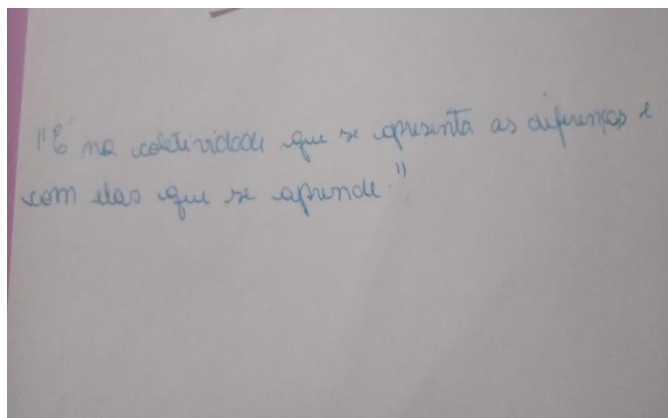 "É na coletividade que se apresenta as diferenças e
com elas que se aprende."